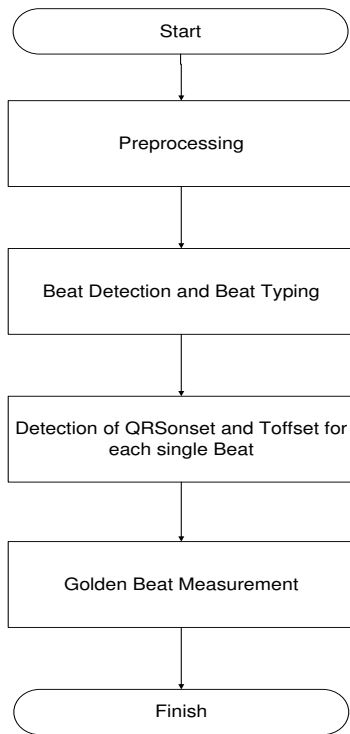 Start
Preprocessing
Beat Detection and Beat Typing
Detection of QRSonset and Toffset for
each single Beat
Golden Beat Measurement
Finish